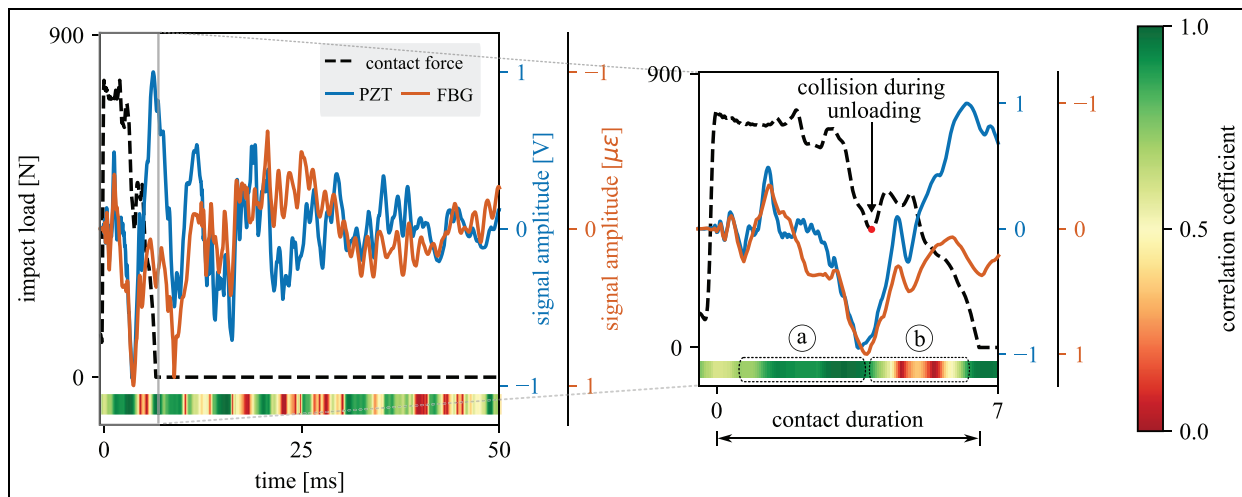 900
0
impact load [N]
contact force
PZT FBG
1
0
−1
signal amplitude [V]
−1
0
1
signal amplitude [με]
0 25 50
time [ms]
900
0
collision during
unloading
a b
1
0
−1
−1
0
1
0 7
contact duration
1.0
0.5
0.0
correlation coefficient